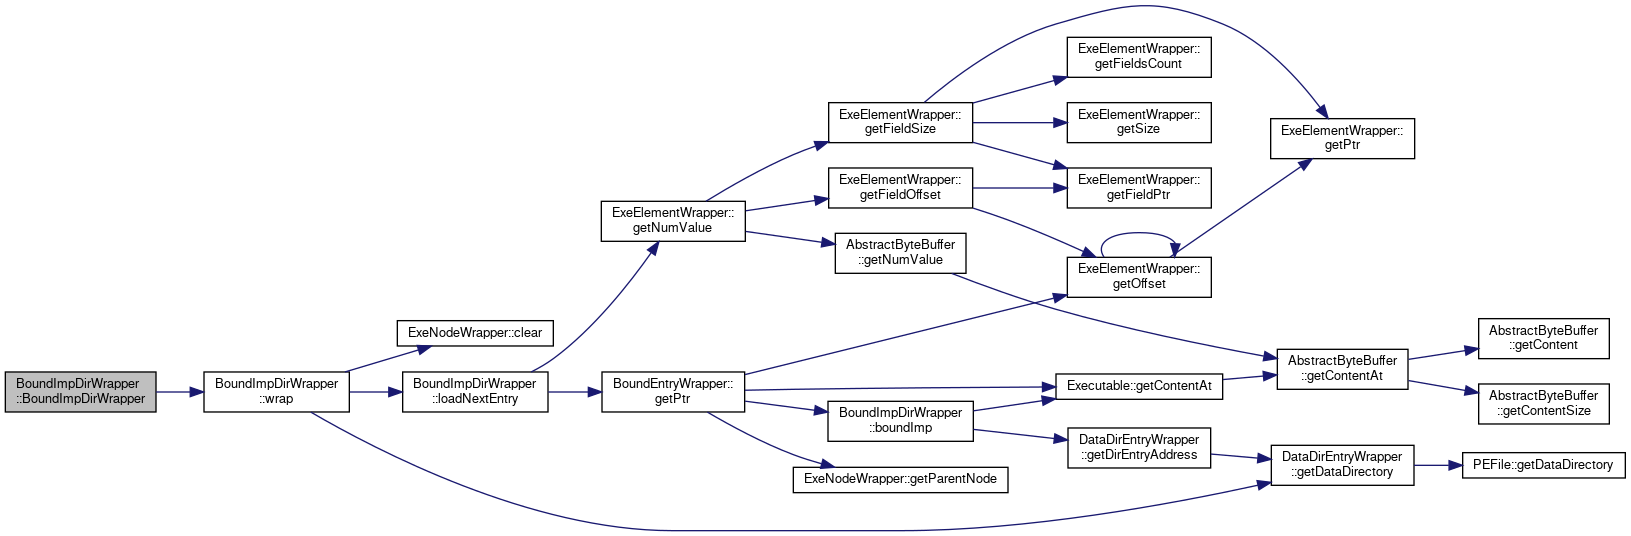 BoundImpDirWrapper
::BoundImpDirWrapper
BoundImpDirWrapper
::wrap
ExeNodeWrapper::clear
BoundImpDirWrapper
::loadNextEntry
ExeElementWrapper::
getNumValue
BoundEntryWrapper::
getPtr
ExeElementWrapper::
getFieldSize
ExeElementWrapper::
getFieldOffset
AbstractByteBuffer
::getNumValue
BoundImpDirWrapper
::boundImp
ExeNodeWrapper::getParentNode
ExeElementWrapper::
getFieldsCount
ExeElementWrapper::
getSize
ExeElementWrapper::
getFieldPtr
ExeElementWrapper::
getOffset
Executable::getContentAt
DataDirEntryWrapper
::getDirEntryAddress
ExeElementWrapper::
getPtr
AbstractByteBuffer
::getContentAt
DataDirEntryWrapper
::getDataDirectory
AbstractByteBuffer
::getContent
AbstractByteBuffer
::getContentSize
PEFile::getDataDirectory